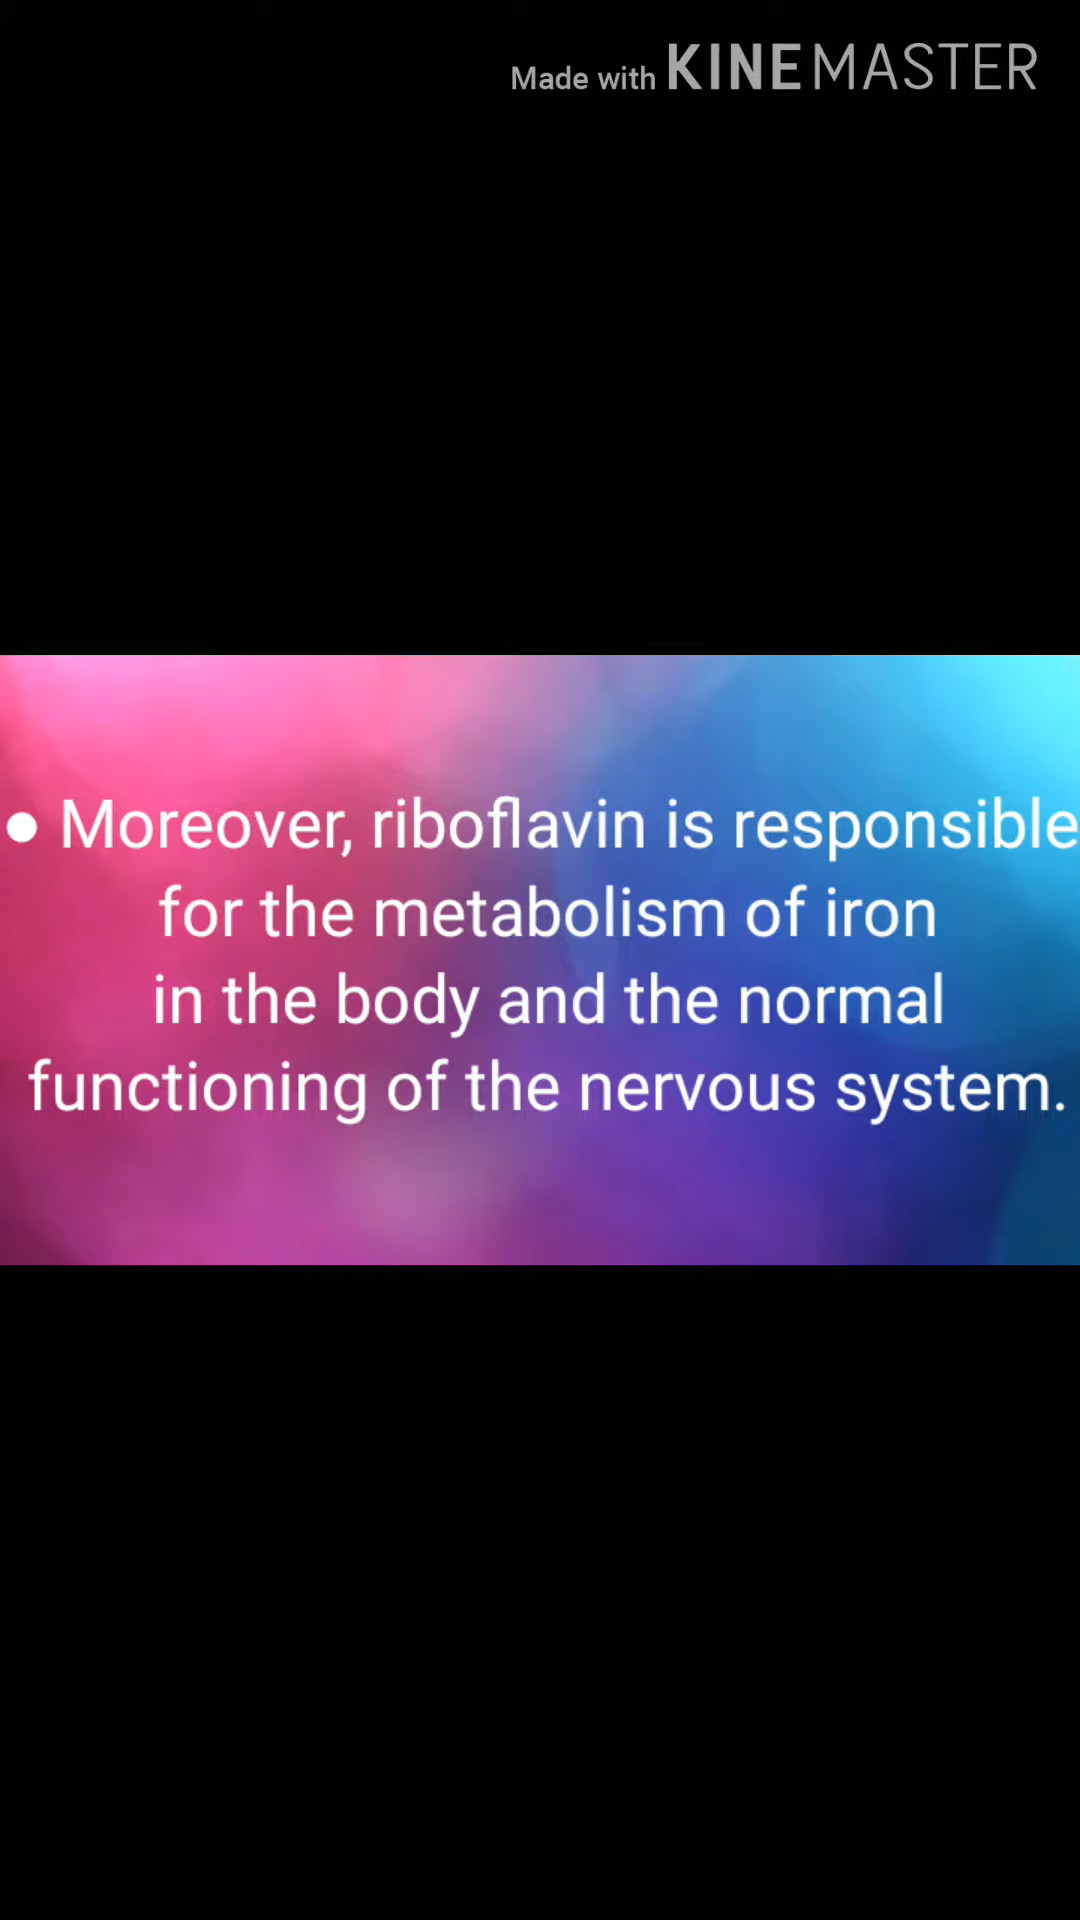 Made with KINEMASTER
● Moreover, riboflavin is responsible
for the metabolism of iron
in the body and the normal
functioning of the nervous system.